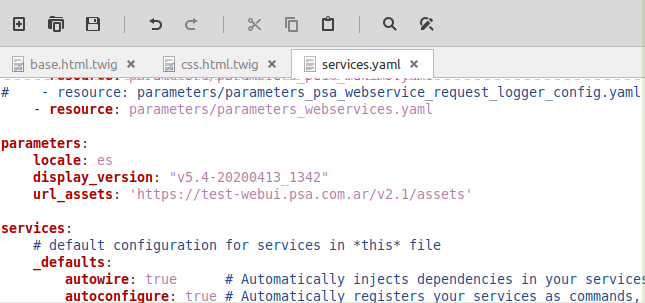 base.html.twig
css.html.twig
services.yaml
#    - resource: parameters/parameters_psa_webservice_request_logger_config.yaml
    - resource: parameters/parameters_webservices.yaml
parameters:
    locale: es
    display_version: "v5.4-20200413_1342"
    url_assets: 'https://test-webui.psa.com.ar/v2.1/assets'
services:
    # default configuration for services in *this* file
    _defaults:
        autowire: true      # Automatically injects dependencies in your services
        autoconfigure: true # Automatically registers your services as commands,